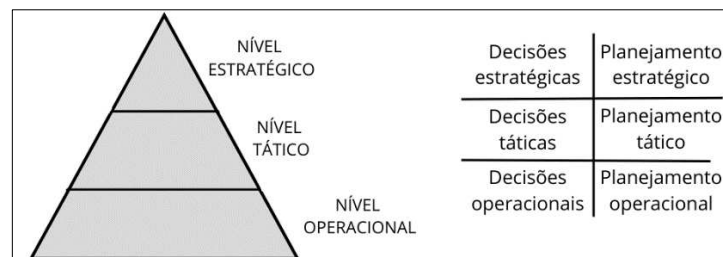 NÍVEL
ESTRATÉGICO
NÍVEL
TÁTICO
NÍVEL
OPERACIONAL
Decisões
estratégicas
Planejamento
estratégico
Decisões
táticas
Planejamento
tático
Decisões
operacionais
Planejamento
operacional